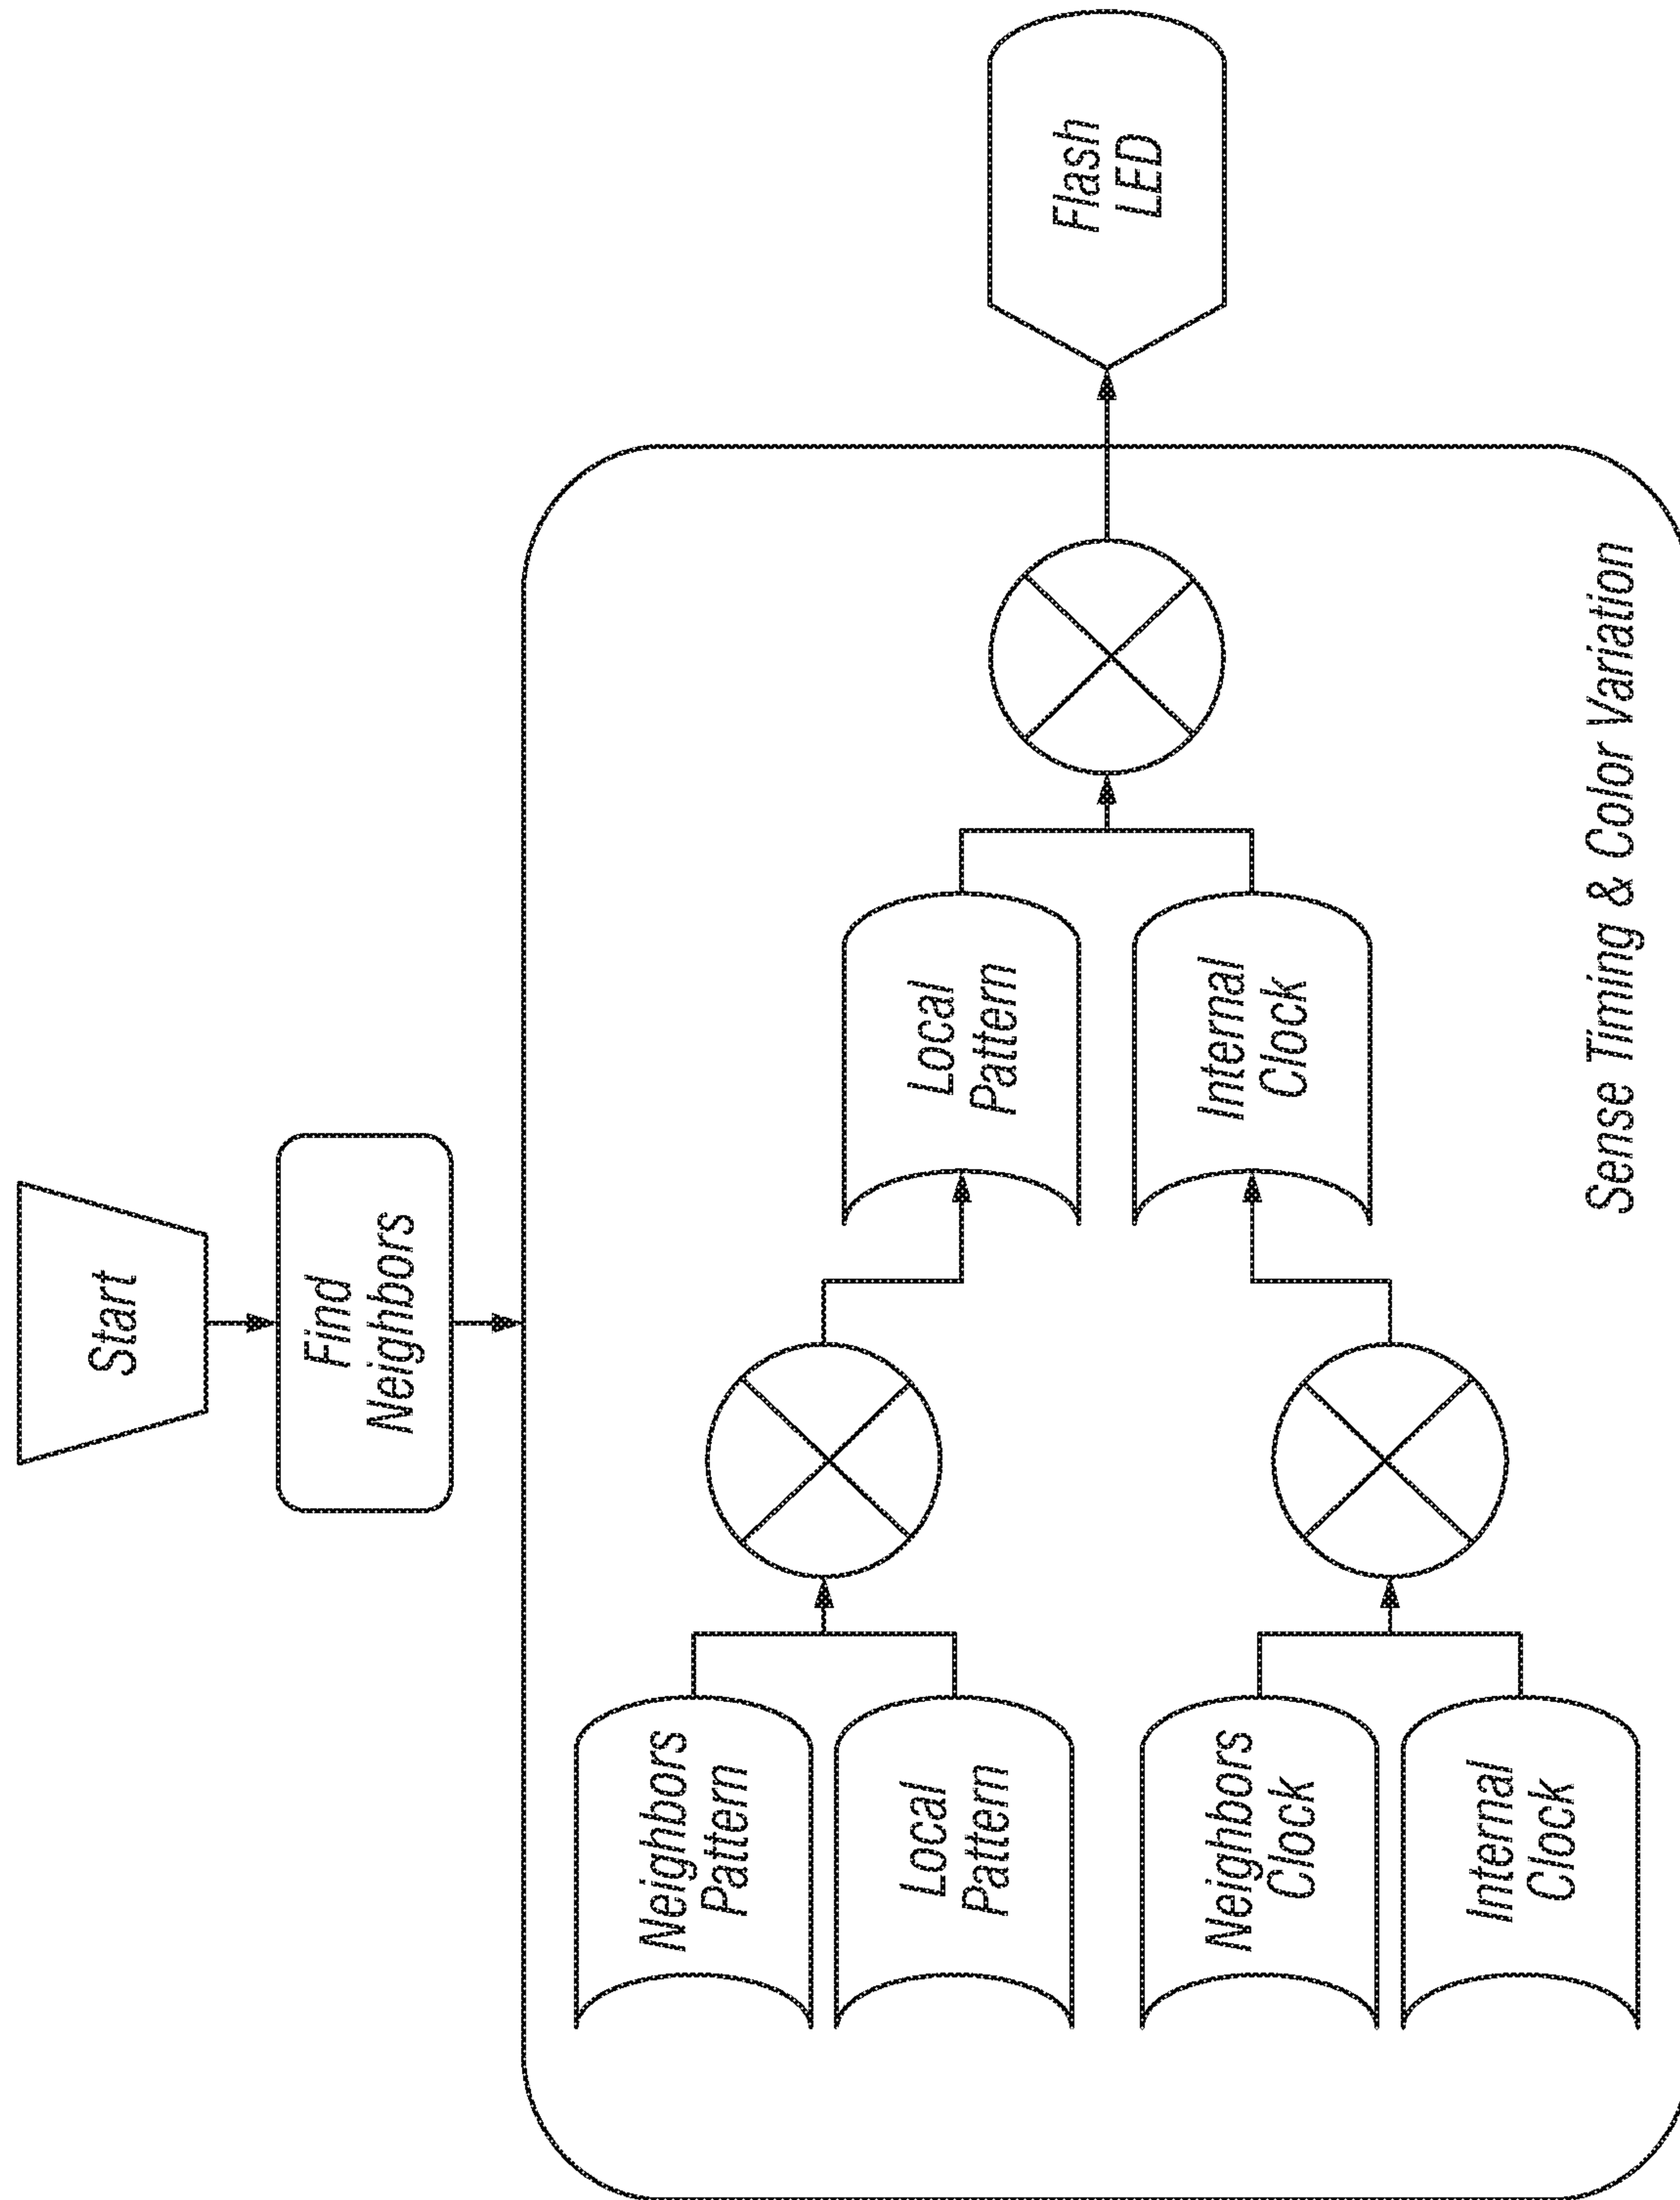 Start
Find
Neighbors
Neighbors
Pattern
Local
Pattern
Neighbors
Clock
Internal
Clock
Local
Pattern
Internal
Clock
Flash
LED
Sense Timing & Color Variation